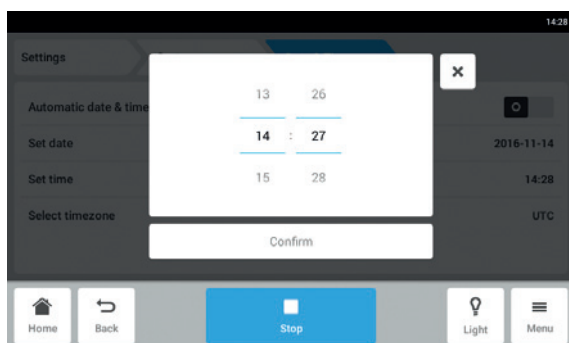 14:28
Settings
13 26
Automatic date & time
14 : 27
Set date 2016-11-14
Set time 14:28
15 28
Select timezone UTC
Confirm
Home Back Stop Light Menu